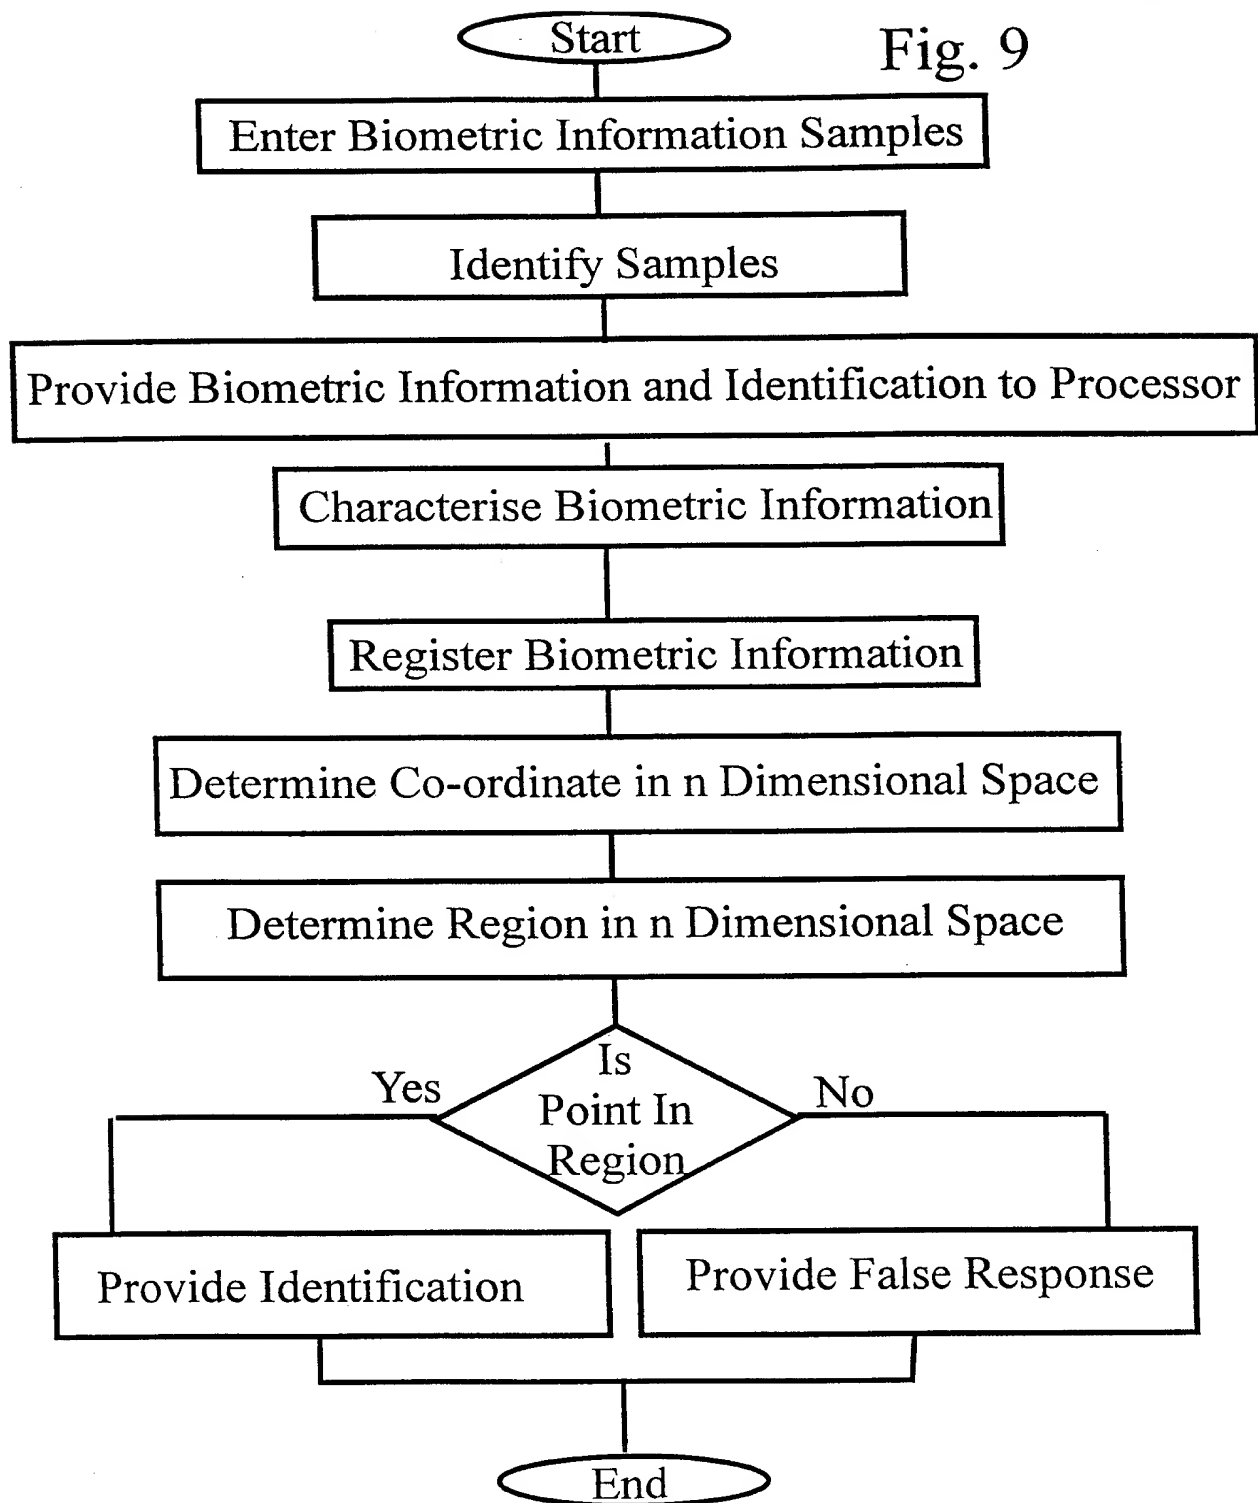 Start
Fig. 9
Enter Biometric Information Samples
Identify Samples
Provide Biometric Information and Identification to Processor
Characterise Biometric Information
Register Biometric Information
Determine Co-ordinate in n Dimensional Space
Determine Region in n Dimensional Space
Is
Point In
Region
Yes
No
Provide Identification
Provide False Response
End